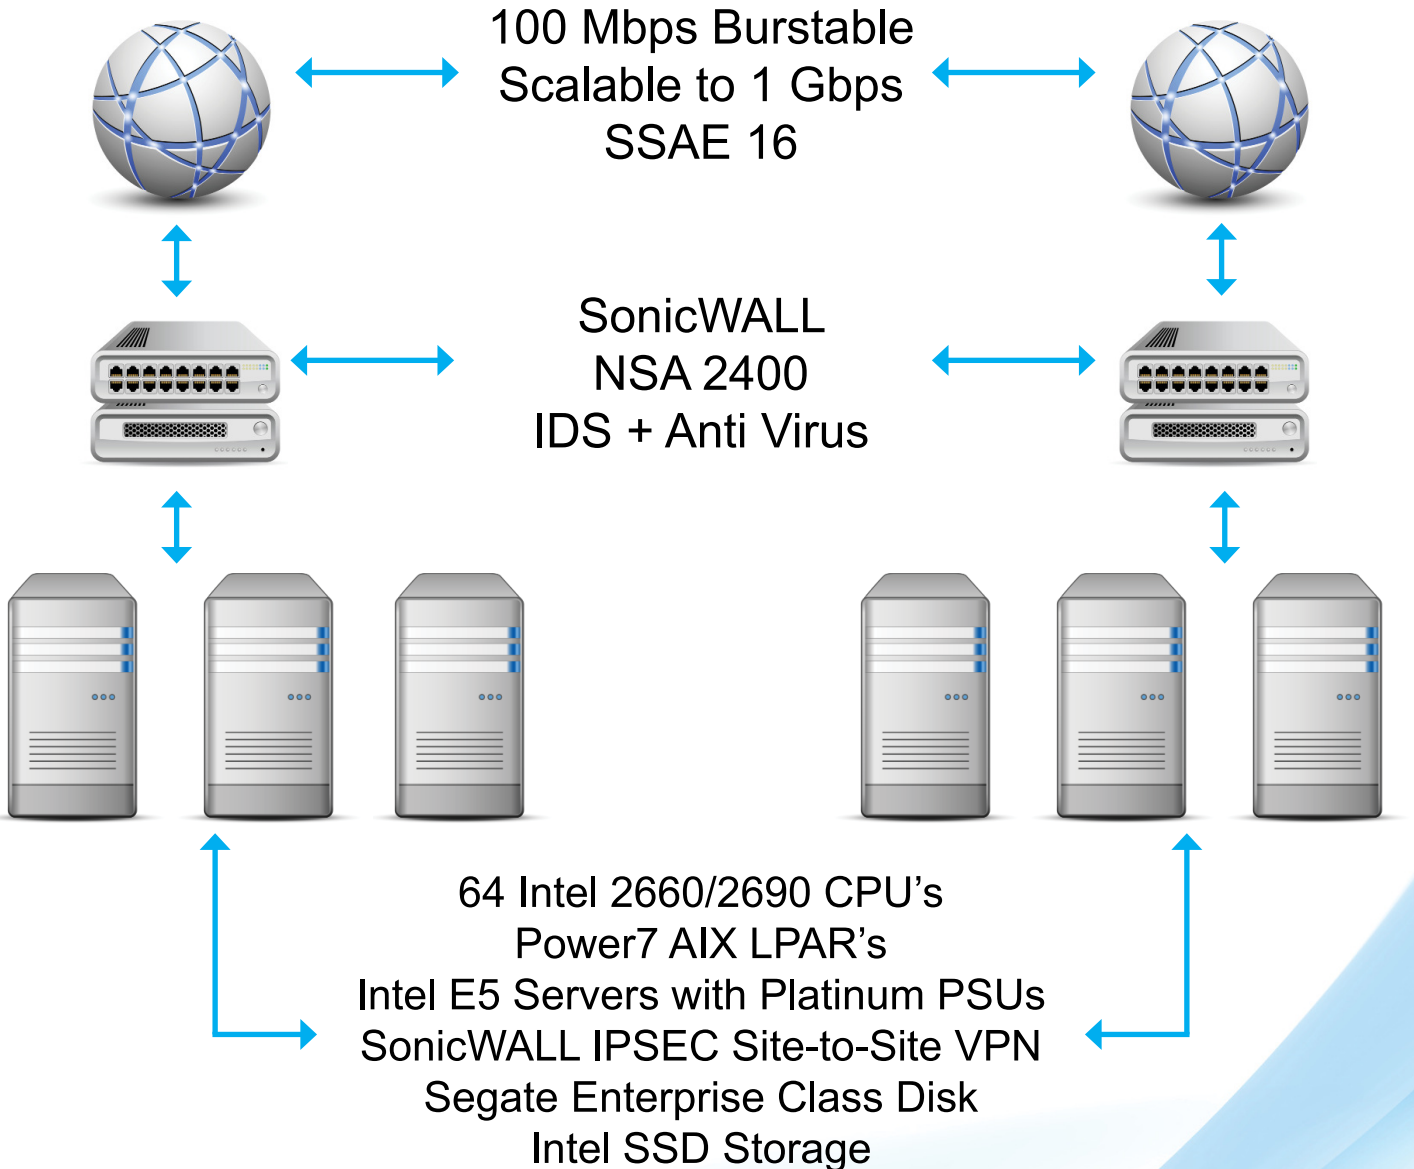 100 Mbps Burstable
Scalable to 1 Gbps
SSAE 16
SonicWALL
NSA 2400
IDS + Anti Virus
64 Intel 2660/2690 CPU’s
Power7 AIX LPAR’s
Intel E5 Servers with Platinum PSUs
SonicWALL IPSEC Site-to-Site VPN
Segate Enterprise Class Disk
Intel SSD Storage